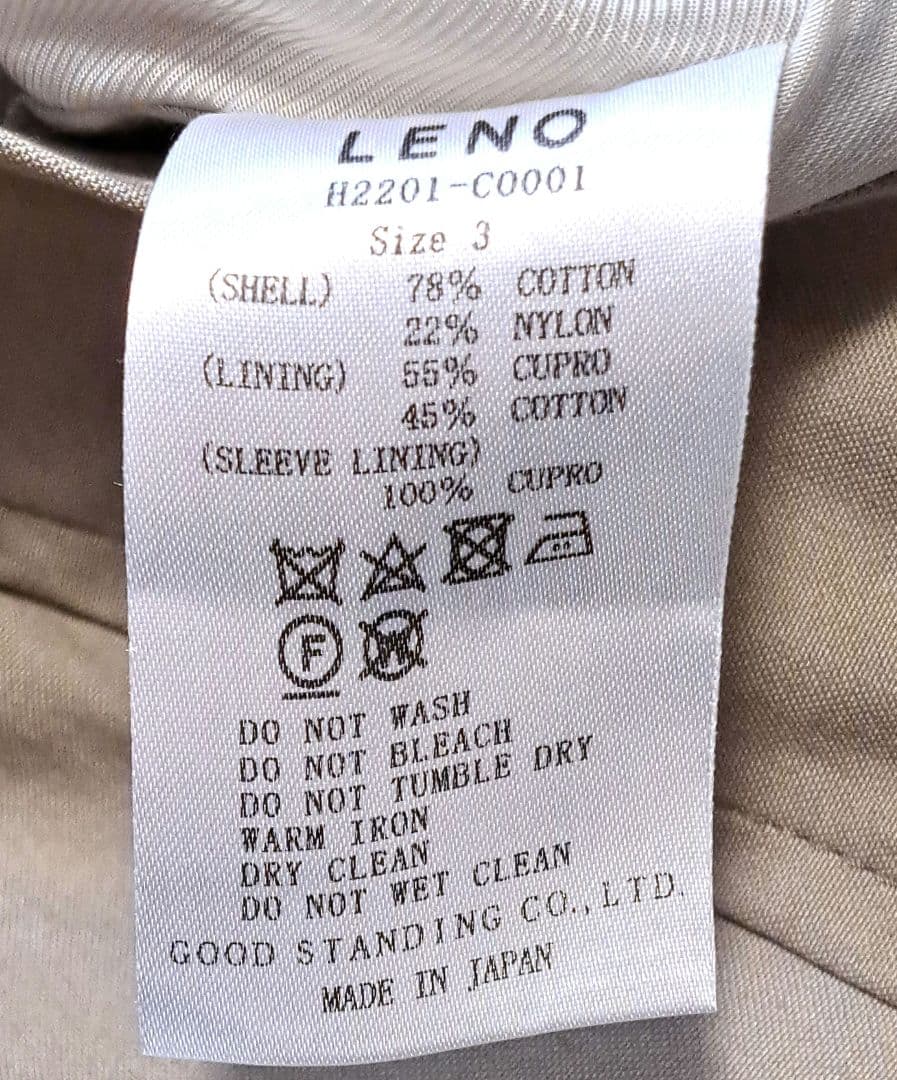 LENO
H2201-C0001
Size 3
(SHELL) 78% COTTON
22% NYLON
(LINING) 55% CUPRO
45% COTTON
(SLEEVE LINING)
100% CUPRO
F W
DO NOT WASH
DO NOT BLEACH
DO NOT TUMBLE DRY
WARM IRON
DRY CLEAN
DO NOT WET CLEAN
GOOD STANDING CO., LTD.
MADE IN JAPAN